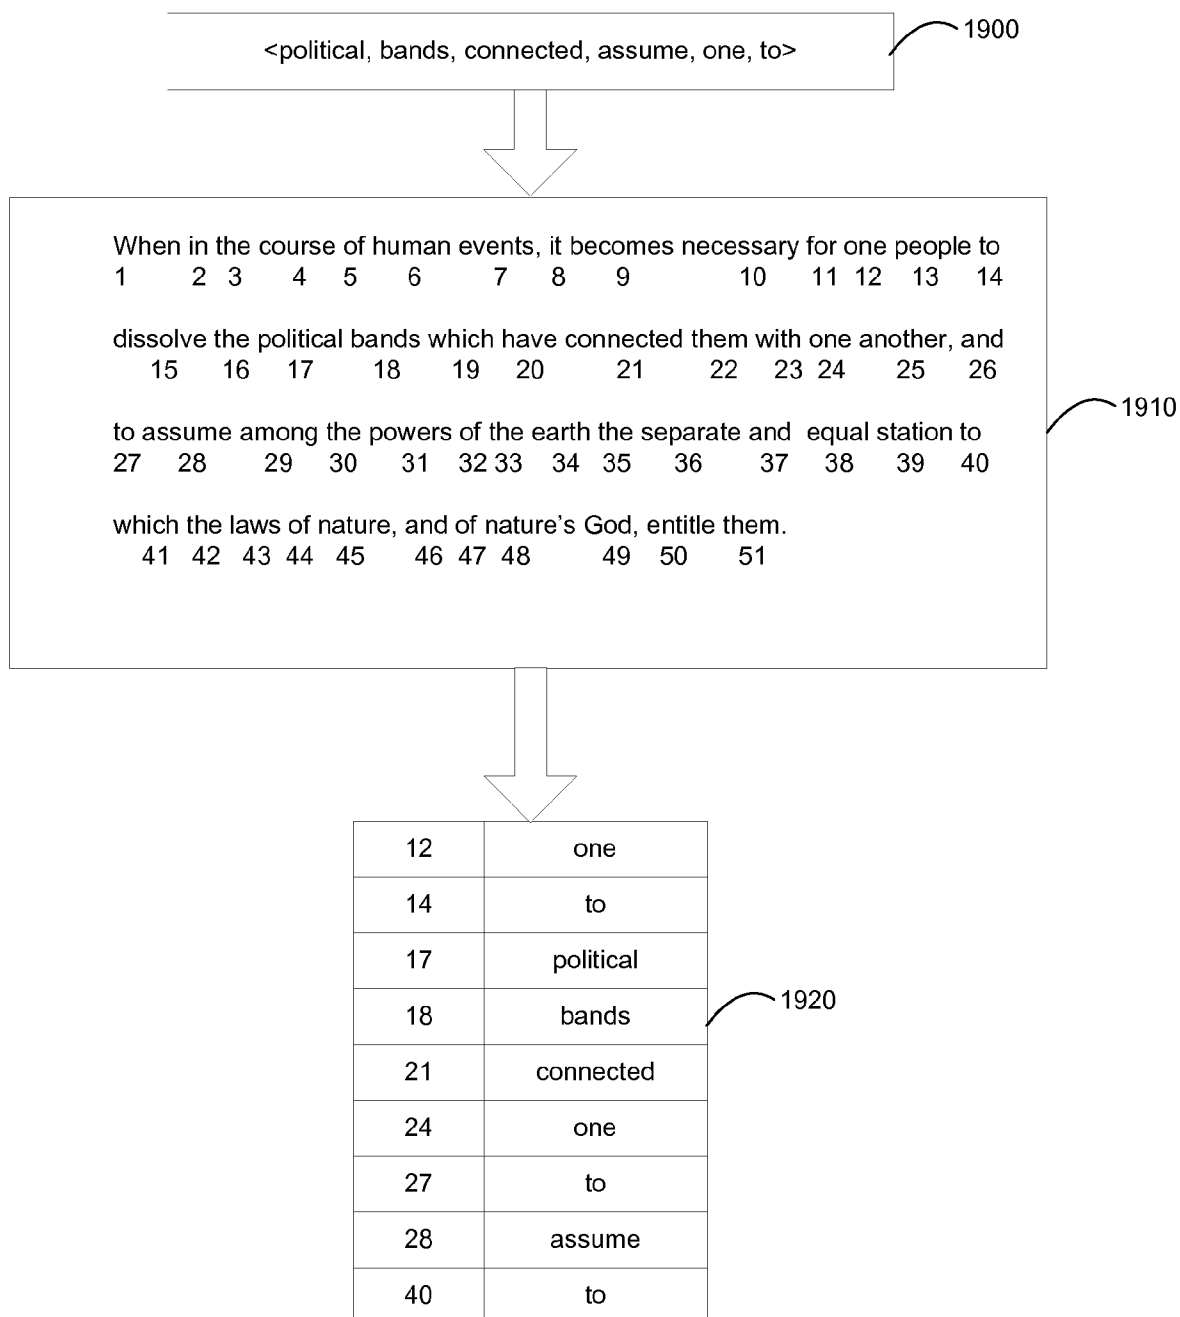 <political, bands, connected, assume, one, to>
1900
When in the course of human events, it becomes necessary for one people to
1 2 3 4 5 6 7 8 9 10 11 12 13 14
dissolve the political bands which have connected them with one another, and
15 16 17 18 19 20 21 22 23 24 25 26
1910
to assume among the powers of the earth the separate and equal station to
27 28 29 30 31 32 33 34 35 36 37 38 39 40
which the laws of nature, and of nature’s God, entitle them.
41 42 43 44 45 46 47 48 49 50 51
12 one
14 to
17 political
18 bands
1920
21 connected
24 one
27 to
28 assume
40 to